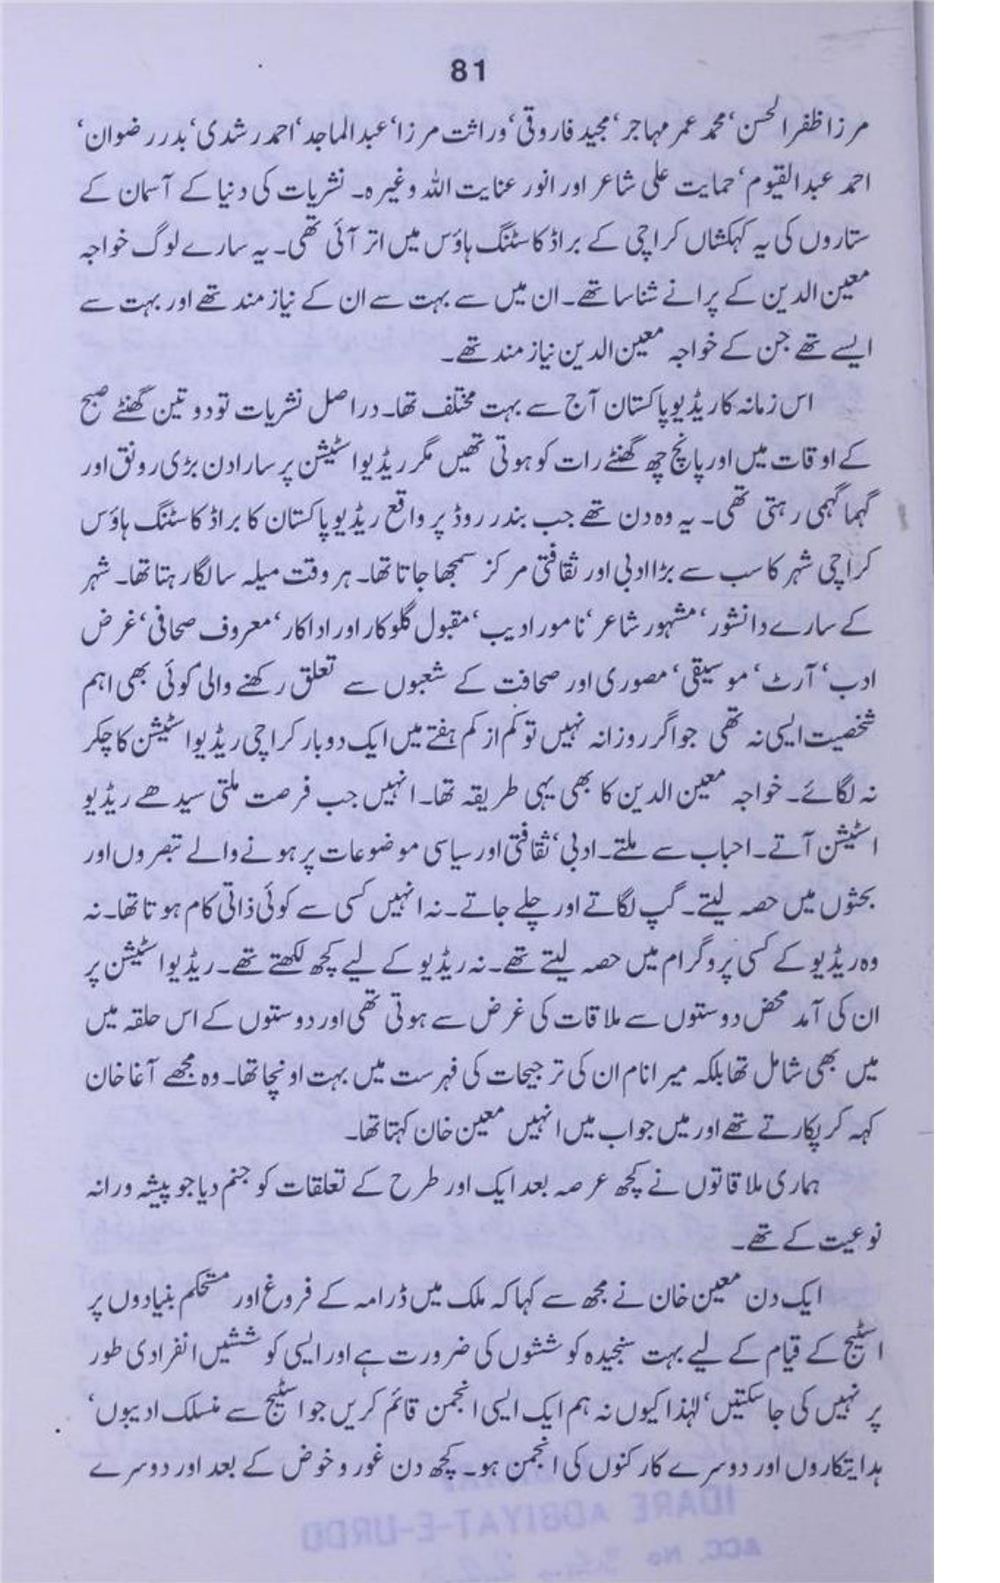 81
مرزا ظفر الحسن‘ محمد عمر مہاجر‘ مجید فاروقی‘ وراثت مرزا‘ عبدالماجد‘ احمد رشدی‘ بدر رضوان‘
احمد عبدالقیوم‘ حمایت علی شاعر اور انور عنایت اللہ وغیرہ۔ نشریات کی دنیا کے آسمان کے
ستاروں کی یہ کہکشاں کراچی کے براڈ کاسٹنگ ہاؤس میں اتر آئی تھی۔ یہ سارے لوگ خواجہ
معین الدین کے پرانے شناسا تھے۔ ان میں سے بہت سے ان کے نیاز مند تھے اور بہت سے
ایسے تھے جن کے خواجہ معین الدین نیاز مند تھے۔
اس زمانہ کا ریڈیو پاکستان آج سے بہت مختلف تھا۔ دراصل نشریات تو دو تین گھنٹے صبح
کے اوقات میں اور پانچ چھ گھنٹے رات کو ہوتی تھیں مگر ریڈیو اسٹیشن پر سارا دن بڑی رونق اور
گہما گہمی رہتی تھی۔ یہ وہ دن تھے جب بندر روڈ پر واقع ریڈیو پاکستان کا براڈ کاسٹنگ ہاؤس
کراچی شہر کا سب سے بڑا ادبی اور ثقافتی مرکز سمجھا جاتا تھا۔ ہر وقت میلہ سا لگا رہتا تھا۔ شہر
کے سارے دانشور‘ مشہور شاعر‘ نامور ادیب‘ مقبول گلوکار اور اداکار‘ معروف صحافی‘ غرض
ادب‘ آرٹ‘ موسیقی‘ مصوری اور صحافت کے شعبوں سے تعلق رکھنے والی کوئی بھی اہم
شخصیت ایسی نہ تھی جو اگر روزانہ نہیں تو کم از کم ہفتے میں ایک دوبار کراچی ریڈیو اسٹیشن کا چکر
نہ لگائے۔ خواجہ معین الدین کا بھی یہی طریقہ تھا۔ انہیں جب فرصت ملتی سیدھے ریڈیو
اسٹیشن آتے۔ احباب سے ملتے۔ ادبی‘ ثقافتی اور سیاسی موضوعات پر ہونے والے تبصروں اور
بحثوں میں حصہ لیتے۔ گپ لگاتے اور چلے جاتے۔ نہ انہیں کسی سے کوئی ذاتی کام ہوتا تھا۔ نہ
وہ ریڈیو کے کسی پروگرام میں حصہ لیتے تھے۔ نہ ریڈیو کے لیے کچھ لکھتے تھے۔ ریڈیو اسٹیشن پر
ان کی آمد محض دوستوں سے ملاقات کی غرض سے ہوتی تھی اور دوستوں کے اس حلقہ میں
میں بھی شامل تھا بلکہ میرا نام ان کی ترجیحات کی فہرست میں بہت اونچا تھا۔ وہ مجھے آغا خان
کہہ کر پکارتے تھے اور میں جواب میں انہیں معین خان کہتا تھا۔
ہماری ملاقاتوں نے کچھ عرصہ بعد ایک اور طرح کے تعلقات کو جنم دیا جو پیشہ ورانہ
نوعیت کے تھے۔
ایک دن معین خان نے مجھ سے کہا کہ ملک میں ڈرامہ کے فروغ اور مستحکم بنیادوں پر
اسٹیج کے قیام کے لیے بہت سنجیدہ کوششوں کی ضرورت ہے اور ایسی کوششیں انفرادی طور
پر نہیں کی جاسکتیں‘ لہٰذا کیوں نہ ہم ایک ایسی انجمن قائم کریں جو اسٹیج سے منسلک ادیبوں‘
ہدایتکاروں اور دوسرے کارکنوں کی انجمن ہو۔ کچھ دن غور و خوض کے بعد اور دوسرے
IDARE ADBIYAT-E-URDU
ACC. No